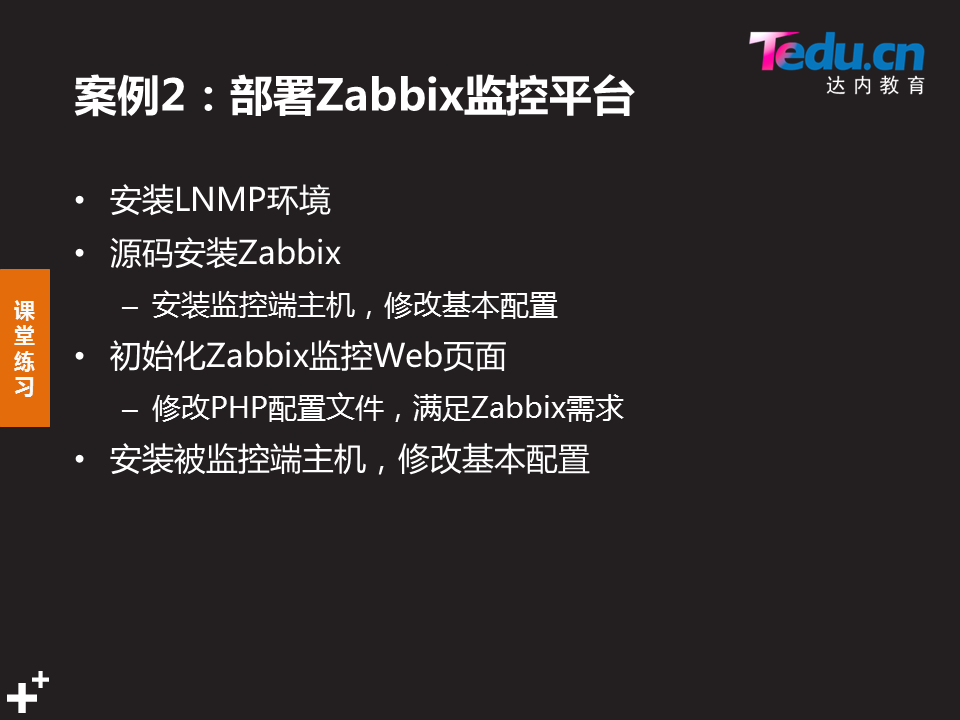 Tedu.cn
达内教育
案例2：部署Zabbix监控平台
• 安装LNMP环境
• 源码安装Zabbix
– 安装监控端主机，修改基本配置
• 初始化Zabbix监控Web页面
– 修改PHP配置文件，满足Zabbix需求
• 安装被监控端主机，修改基本配置
课
堂
练
习